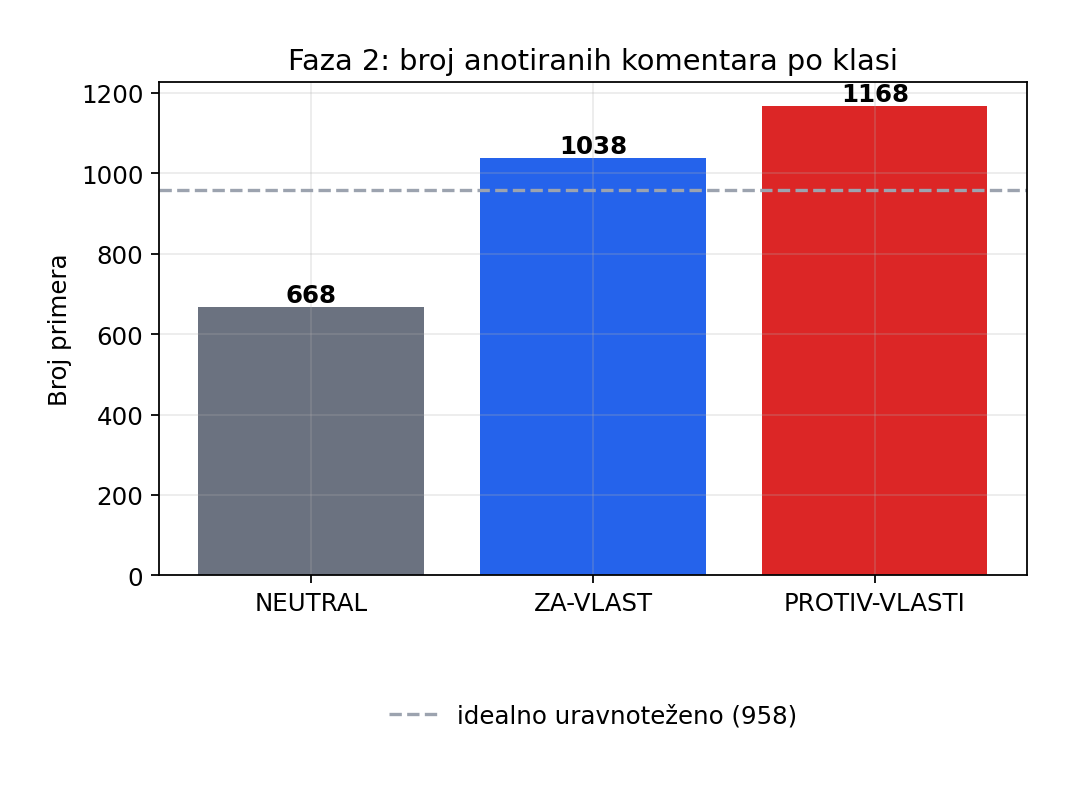 Faza 2: broj anotiranih komentara po klasi
Broj primera
1200
1000
800
600
400
200
0
668
1038
1168
NEUTRAL
ZA-VLAST
PROTIV-VLASTI
idealno uravnoteženo (958)